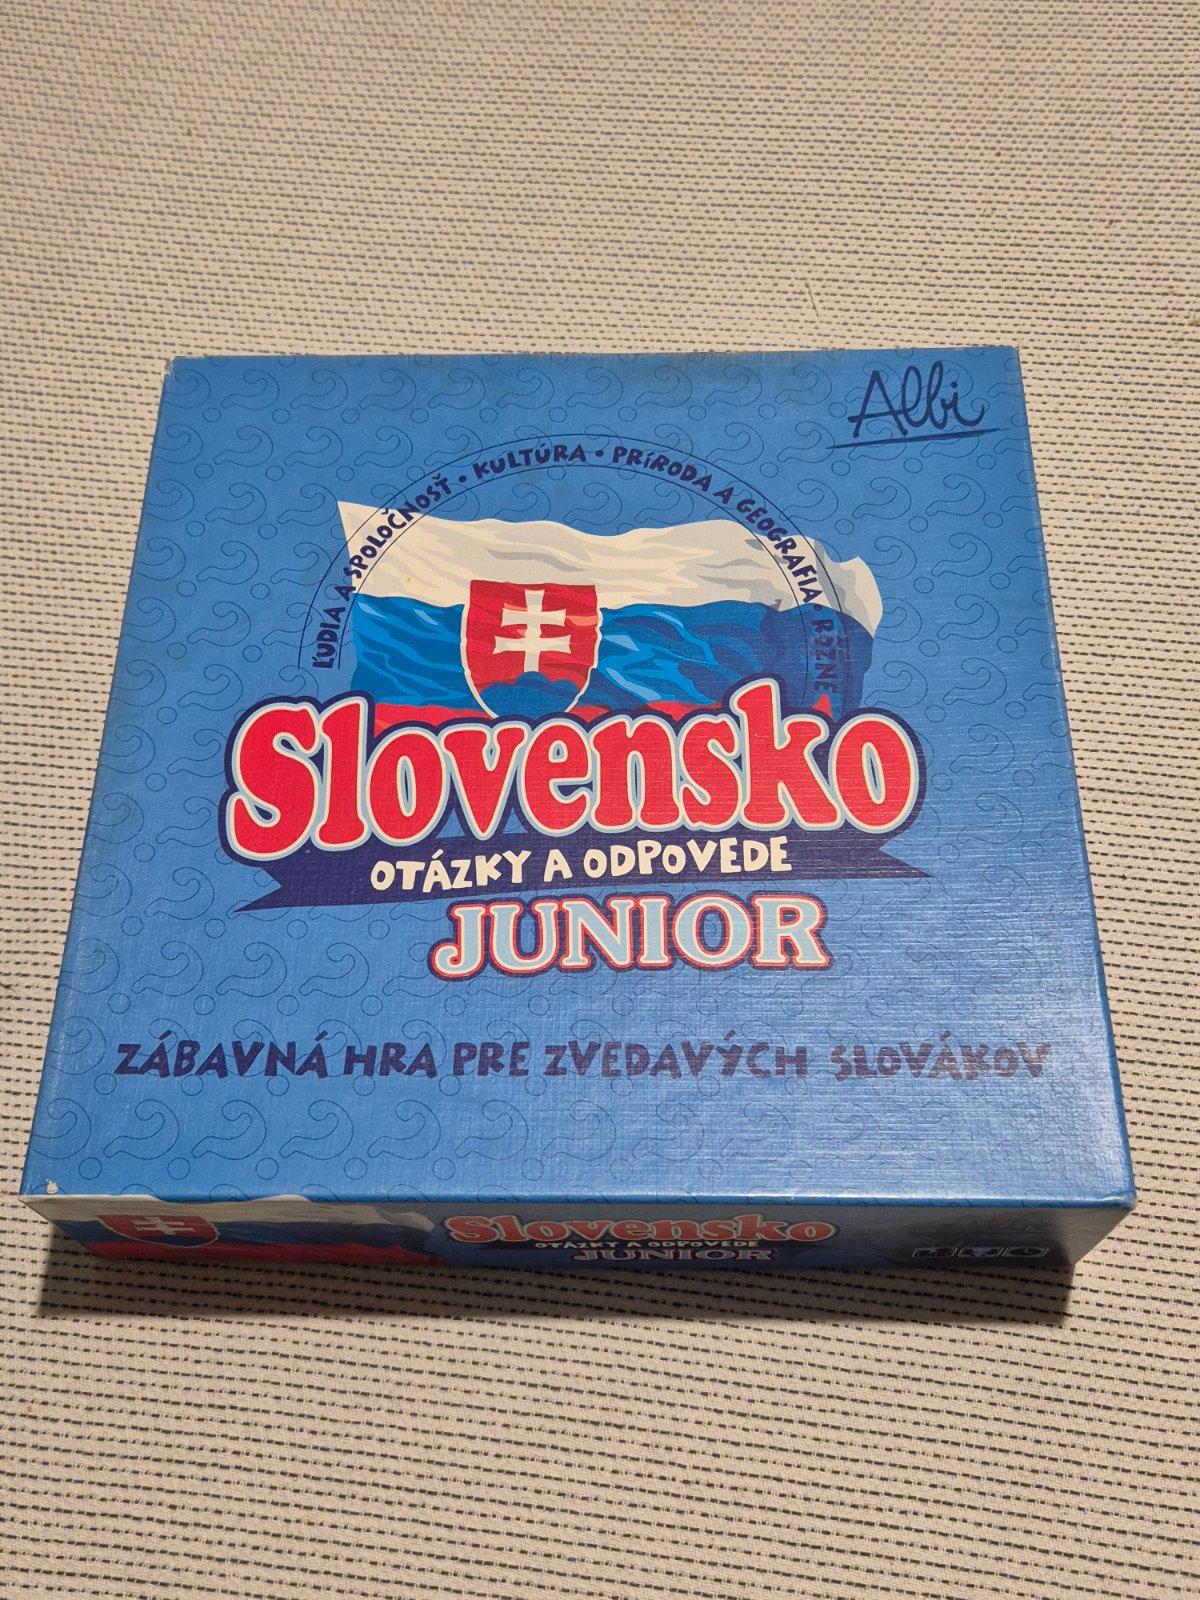 Albi
ĽUDIA A SPOLOČNOSŤ • KULTÚRA • PRÍRODA A GEOGRAFIA • RÔZNE
Slovensko
OTÁZKY A ODPOVEDE
JUNIOR
ZÁBAVNÁ HRA PRE ZVEDAVÝCH SLOVÁKOV
Slovensko
OTÁZKY A ODPOVEDE
JUNIOR